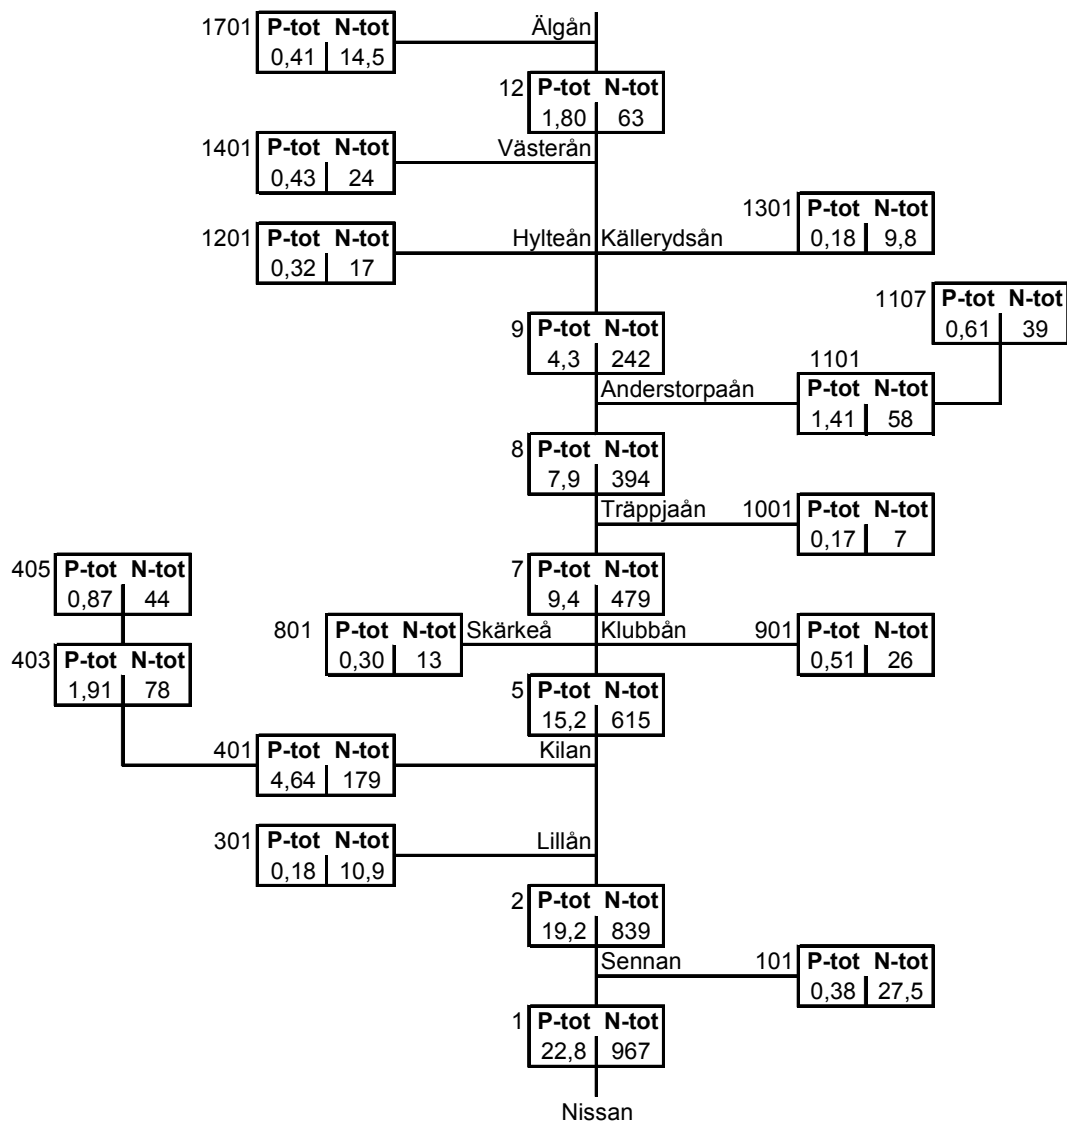 1701 P-tot N-tot Älgån
0,41 14,5
12 P-tot N-tot
1,80 63
1401 P-tot N-tot Västerån
0,43 24
1301 P-tot N-tot
0,18 9,8
1201 P-tot N-tot Hylteån Källerydsån
0,32 17
1107 P-tot N-tot
0,61 39
9 P-tot N-tot
4,3 242
1101
Anderstorpaån P-tot N-tot
1,41 58
8 P-tot N-tot
7,9 394
Träppjaån 1001 P-tot N-tot
0,17 7
405 P-tot N-tot
0,87 44
7 P-tot N-tot
9,4 479
801 P-tot N-tot Skärkeå Klubbån 901 P-tot N-tot
0,30 13 0,51 26
403 P-tot N-tot
1,91 78
5 P-tot N-tot
15,2 615
401 P-tot N-tot Kilan
4,64 179
301 P-tot N-tot Lillån
0,18 10,9
2 P-tot N-tot
19,2 839
Sennan 101 P-tot N-tot
0,38 27,5
1 P-tot N-tot
22,8 967
Nissan